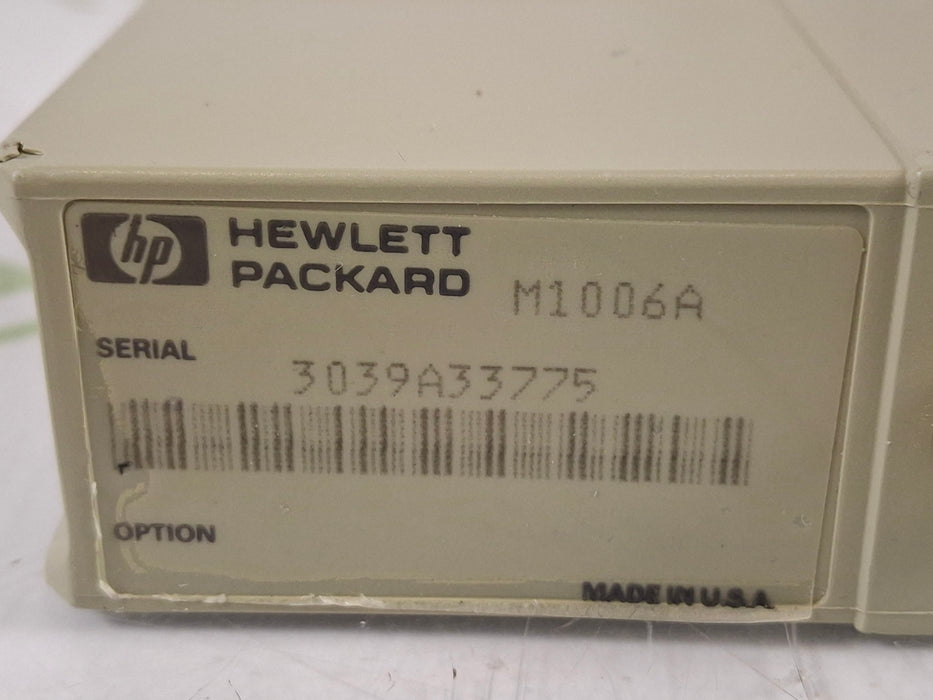 hp HEWLETT
PACKARD
M1006A
SERIAL
3039A33775
OPTION
MADE IN U.S.A.